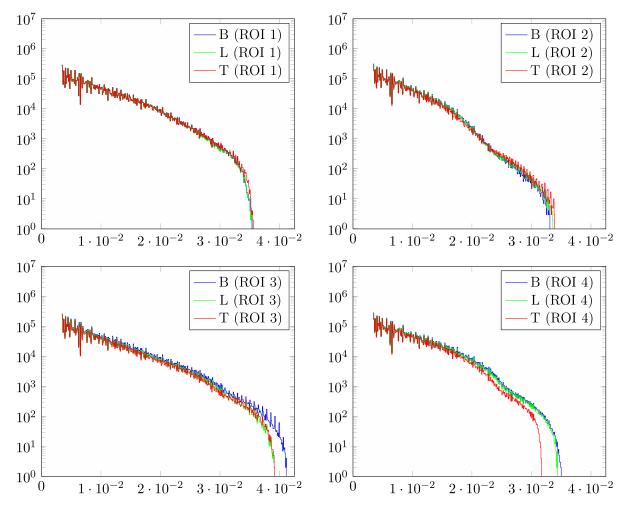 10^7
10^6
10^5
10^4
10^3
10^2
10^1
10^0
0
1 · 10^−2
2 · 10^−2
3 · 10^−2
4 · 10^−2
B (ROI 1)
L (ROI 1)
T (ROI 1)
10^7
10^6
10^5
10^4
10^3
10^2
10^1
10^0
0
1 · 10^−2
2 · 10^−2
3 · 10^−2
4 · 10^−2
B (ROI 2)
L (ROI 2)
T (ROI 2)
10^7
10^6
10^5
10^4
10^3
10^2
10^1
10^0
0
1 · 10^−2
2 · 10^−2
3 · 10^−2
4 · 10^−2
B (ROI 3)
L (ROI 3)
T (ROI 3)
10^7
10^6
10^5
10^4
10^3
10^2
10^1
10^0
0
1 · 10^−2
2 · 10^−2
3 · 10^−2
4 · 10^−2
B (ROI 4)
L (ROI 4)
T (ROI 4)